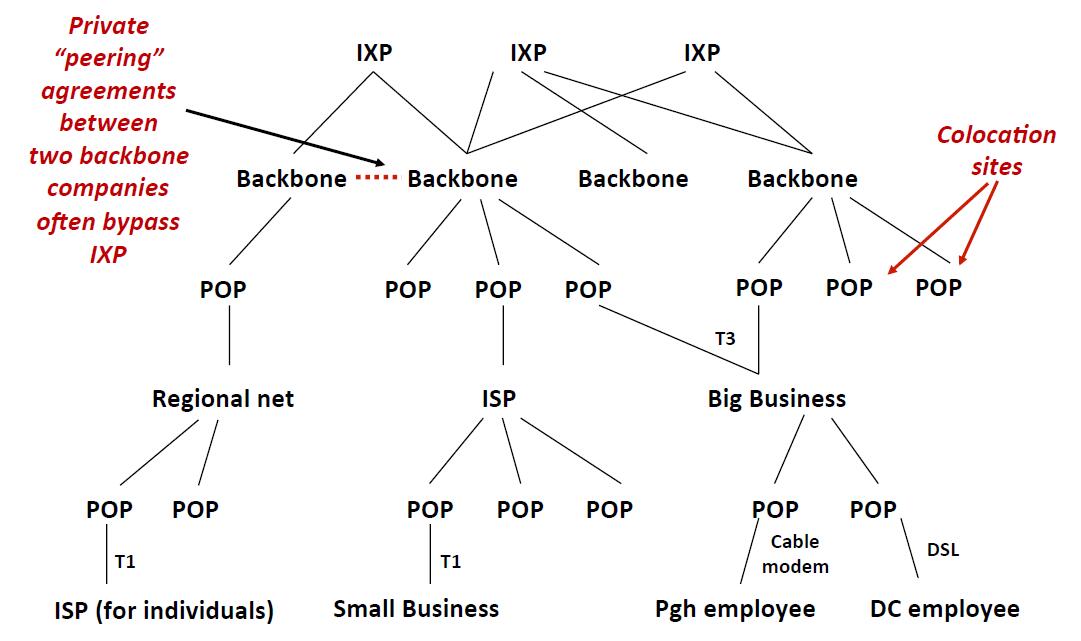 Private
“peering”
agreements
between
two backbone
companies
often bypass
IXP
IXP IXP IXP
Colocation
sites
Backbone Backbone Backbone Backbone
POP POP POP POP POP POP POP
T3
Regional net ISP Big Business
POP POP POP POP POP POP POP
T1 T1 Cable
modem
DSL
ISP (for individuals) Small Business Pgh employee DC employee